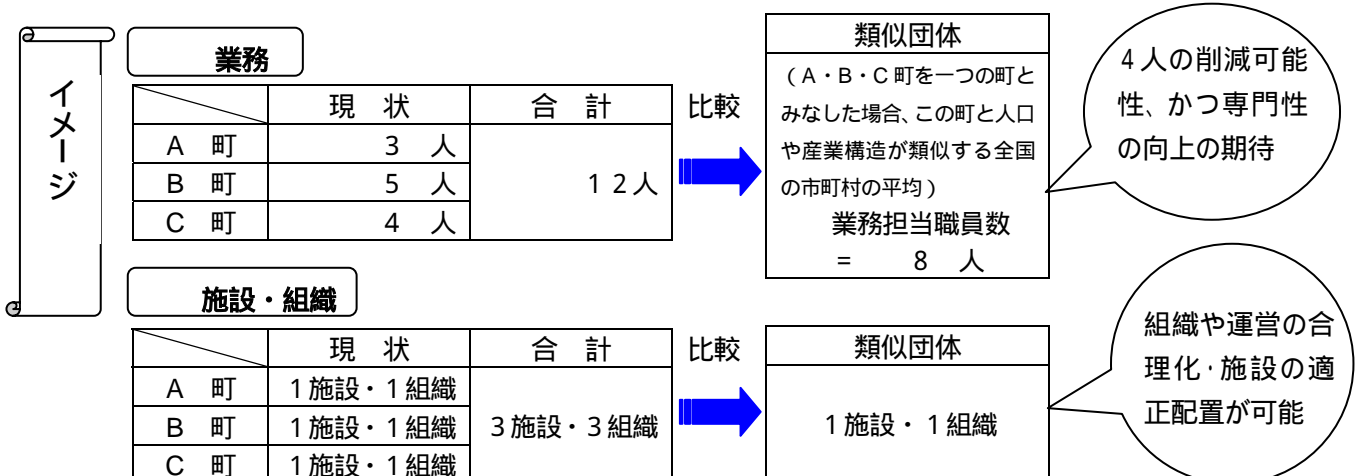 イメージ
業務
現 状 合 計
A 町 3 人
B 町 5 人
C 町 4 人
12人
比較
類似団体
(A・B・C町を一つの町と
みなした場合、この町と人口
や産業構造が類似する全国
の市町村の平均)
業務担当職員数
= 8 人
4人の削減可能
性、かつ専門性
の向上の期待
施設・組織
現 状 合 計
A 町 1施設・1組織
B 町 1施設・1組織
C 町 1施設・1組織
3施設・3組織
比較
類似団体
1施設・1組織
組織や運営の合
理化・施設の適
正配置が可能